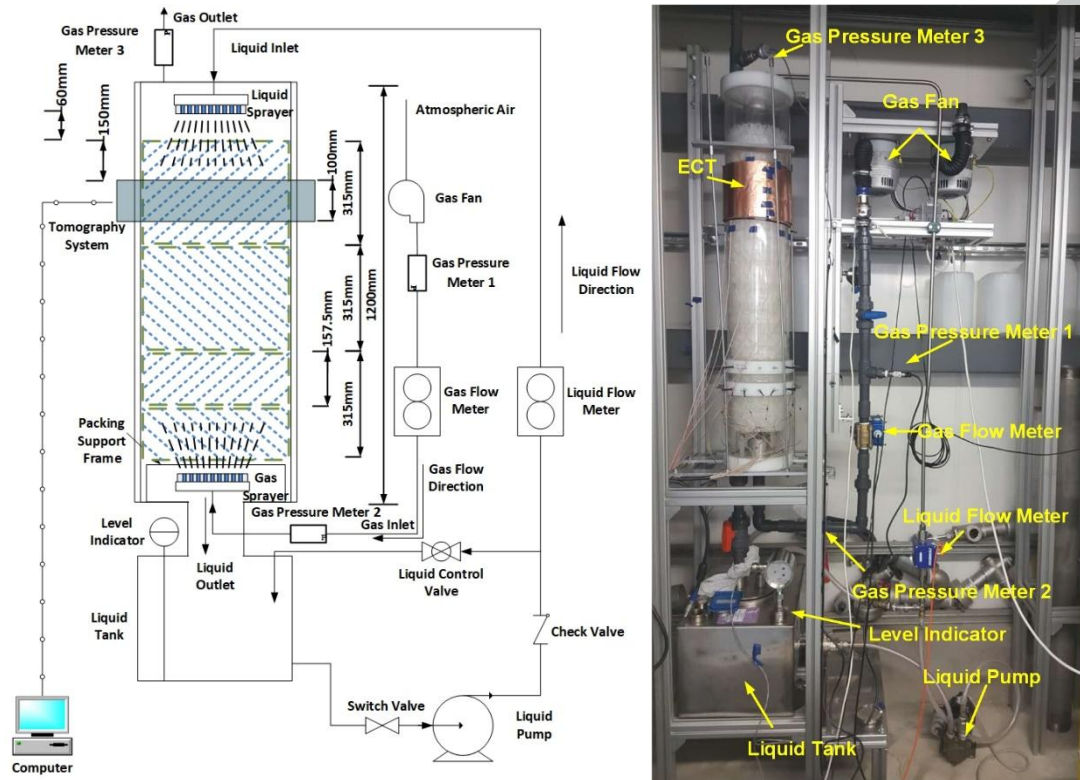 Gas Outlet
Gas Pressure
Meter 3
Liquid Inlet
60mm
150mm
Liquid
Sprayer
Atmospheric Air
100mm
315mm
Gas Fan
Tomography
System
Gas Pressure
Meter 1
315mm
1200mm
Liquid Flow
Direction
157.5mm
315mm
Gas Flow
Meter
Liquid Flow
Meter
Packing
Support
Frame
Gas
Sprayer
Gas Flow
Direction
Gas Pressure Meter 2
Gas Inlet
Level
Indicator
Liquid
Outlet
Liquid Control
Valve
Liquid
Tank
Check Valve
Switch Valve
Liquid
Pump
Computer
Gas Pressure Meter 3
Gas Fan
ECT
Gas Pressure Meter 1
Gas Flow Meter
Liquid Flow Meter
Gas Pressure Meter 2
Level Indicator
Liquid Pump
Liquid Tank